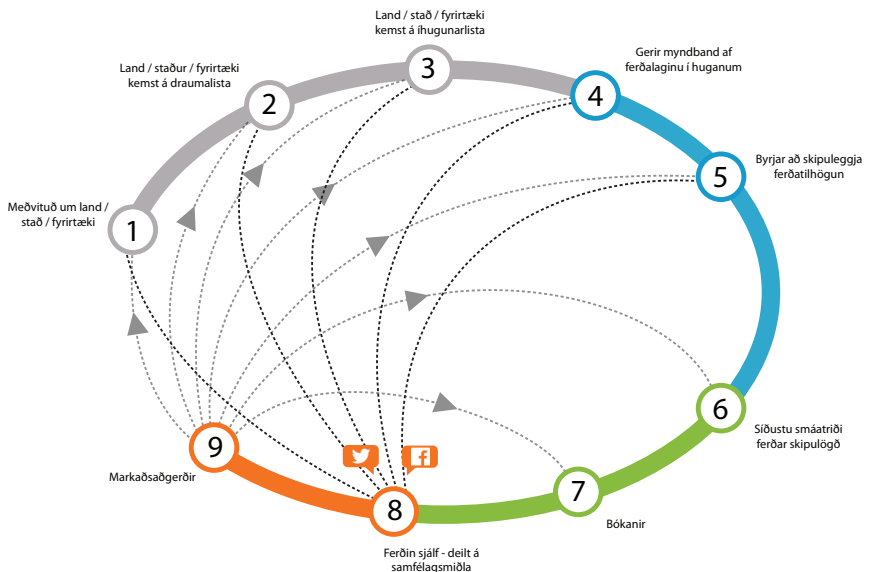 Land / stað / fyrirtæki
kemst á íhugunarlista
3
Land / staður / fyrirtæki
kemst á draumalista
2
Gerir myndband af
ferðalaginu í huganum
4
Byrjar að skipuleggja
ferðatilhögun
5
Meðvituð um land /
stað / fyrirtæki
1
6
Síðustu smáatriði
ferðar skipulögð
9
Markaðsaðgerðir
7
Bókanir
8
Ferðin sjálf - deilt á
samfélagsmiðla